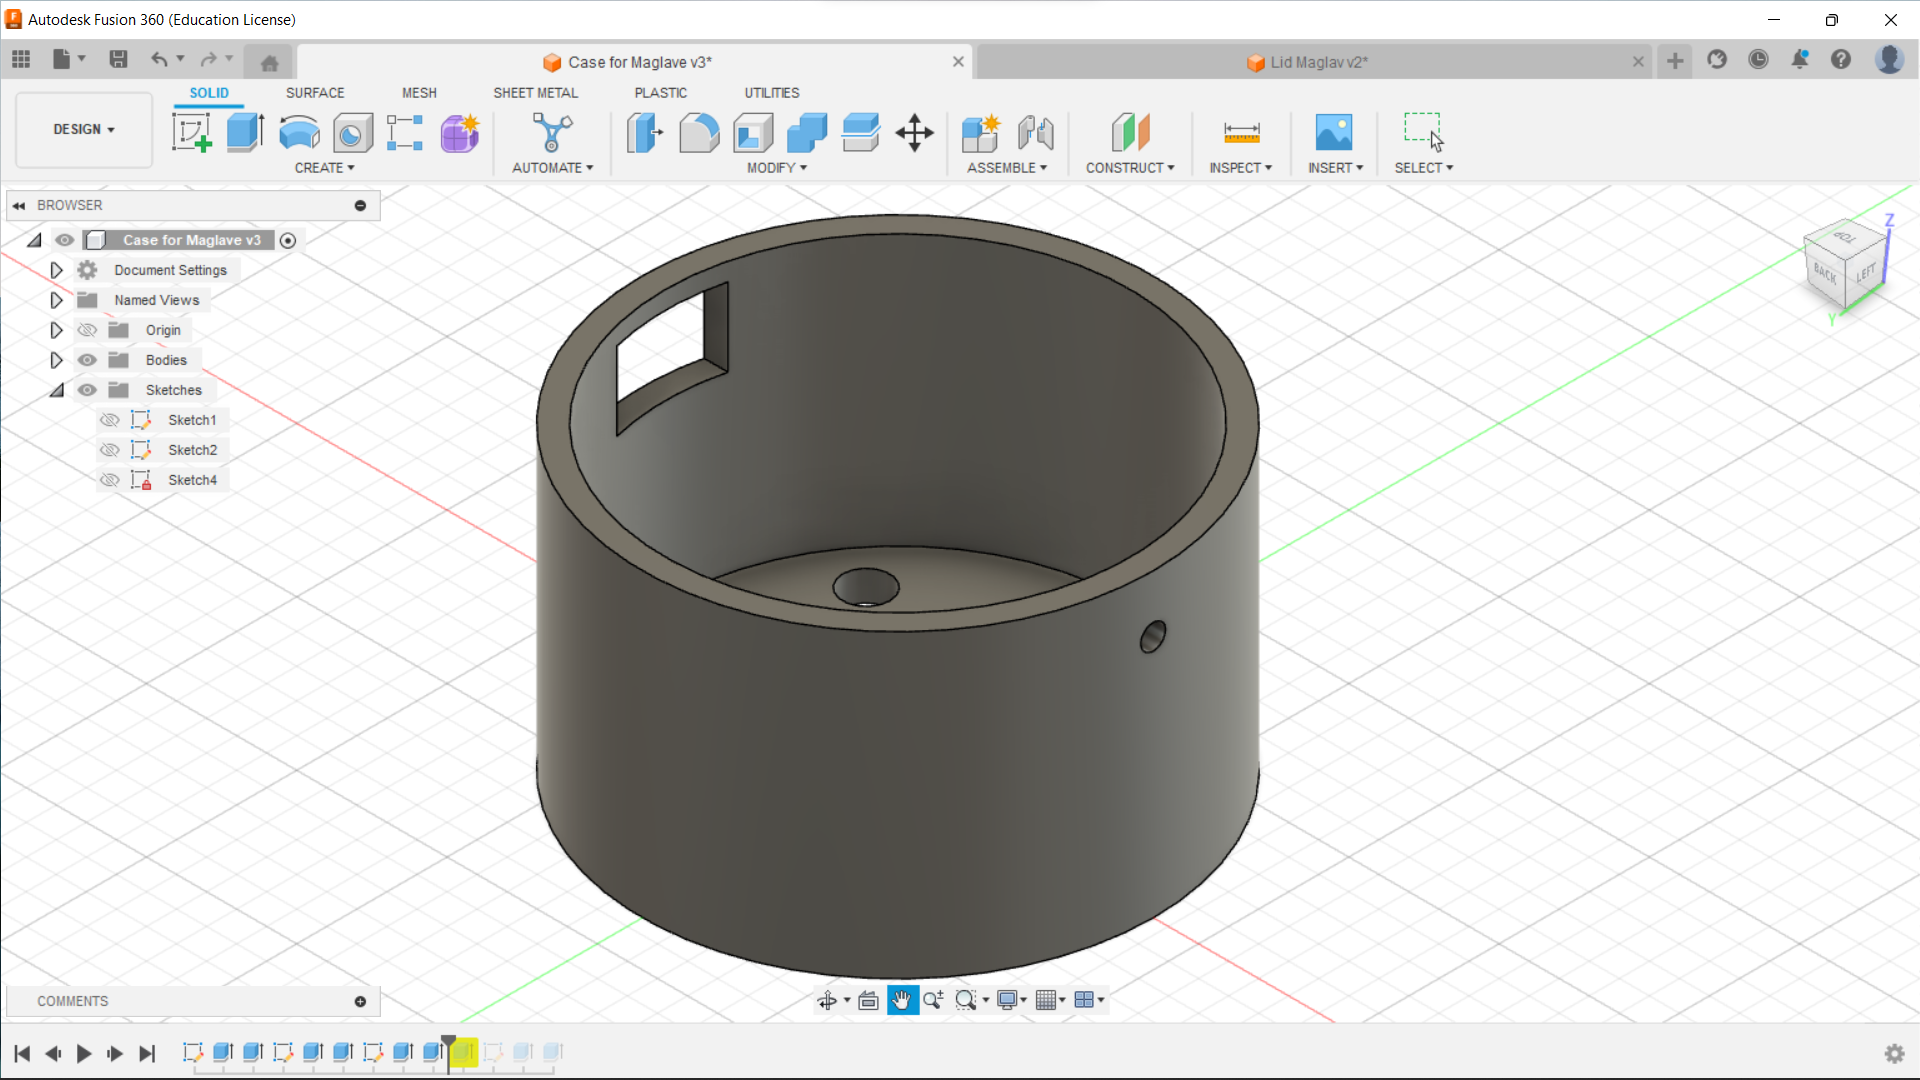 Autodesk Fusion 360 (Education License)
Case for Maglave v3*
Lid Maglav v2*
SOLID SURFACE MESH SHEET METAL PLASTIC UTILITIES
DESIGN
CREATE AUTOMATE MODIFY ASSEMBLE CONSTRUCT INSPECT INSERT SELECT
BROWSER
Case for Maglave v3
Document Settings
Named Views
Origin
Bodies
Sketches
Sketch1
Sketch2
Sketch4
Z
TOP
BACK
LEFT
Y
COMMENTS